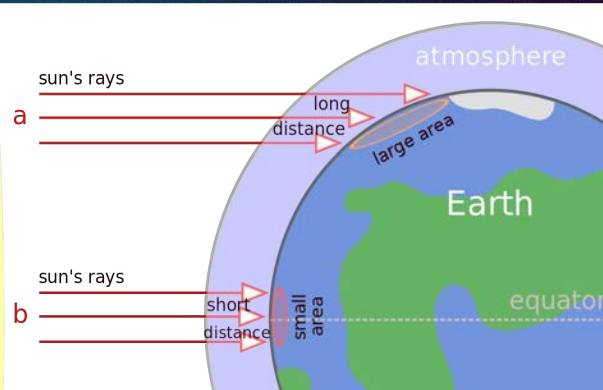 atmosphere
sun's rays
a
long
distance
large area
Earth
sun's rays
equator
b
short
distance
small
area